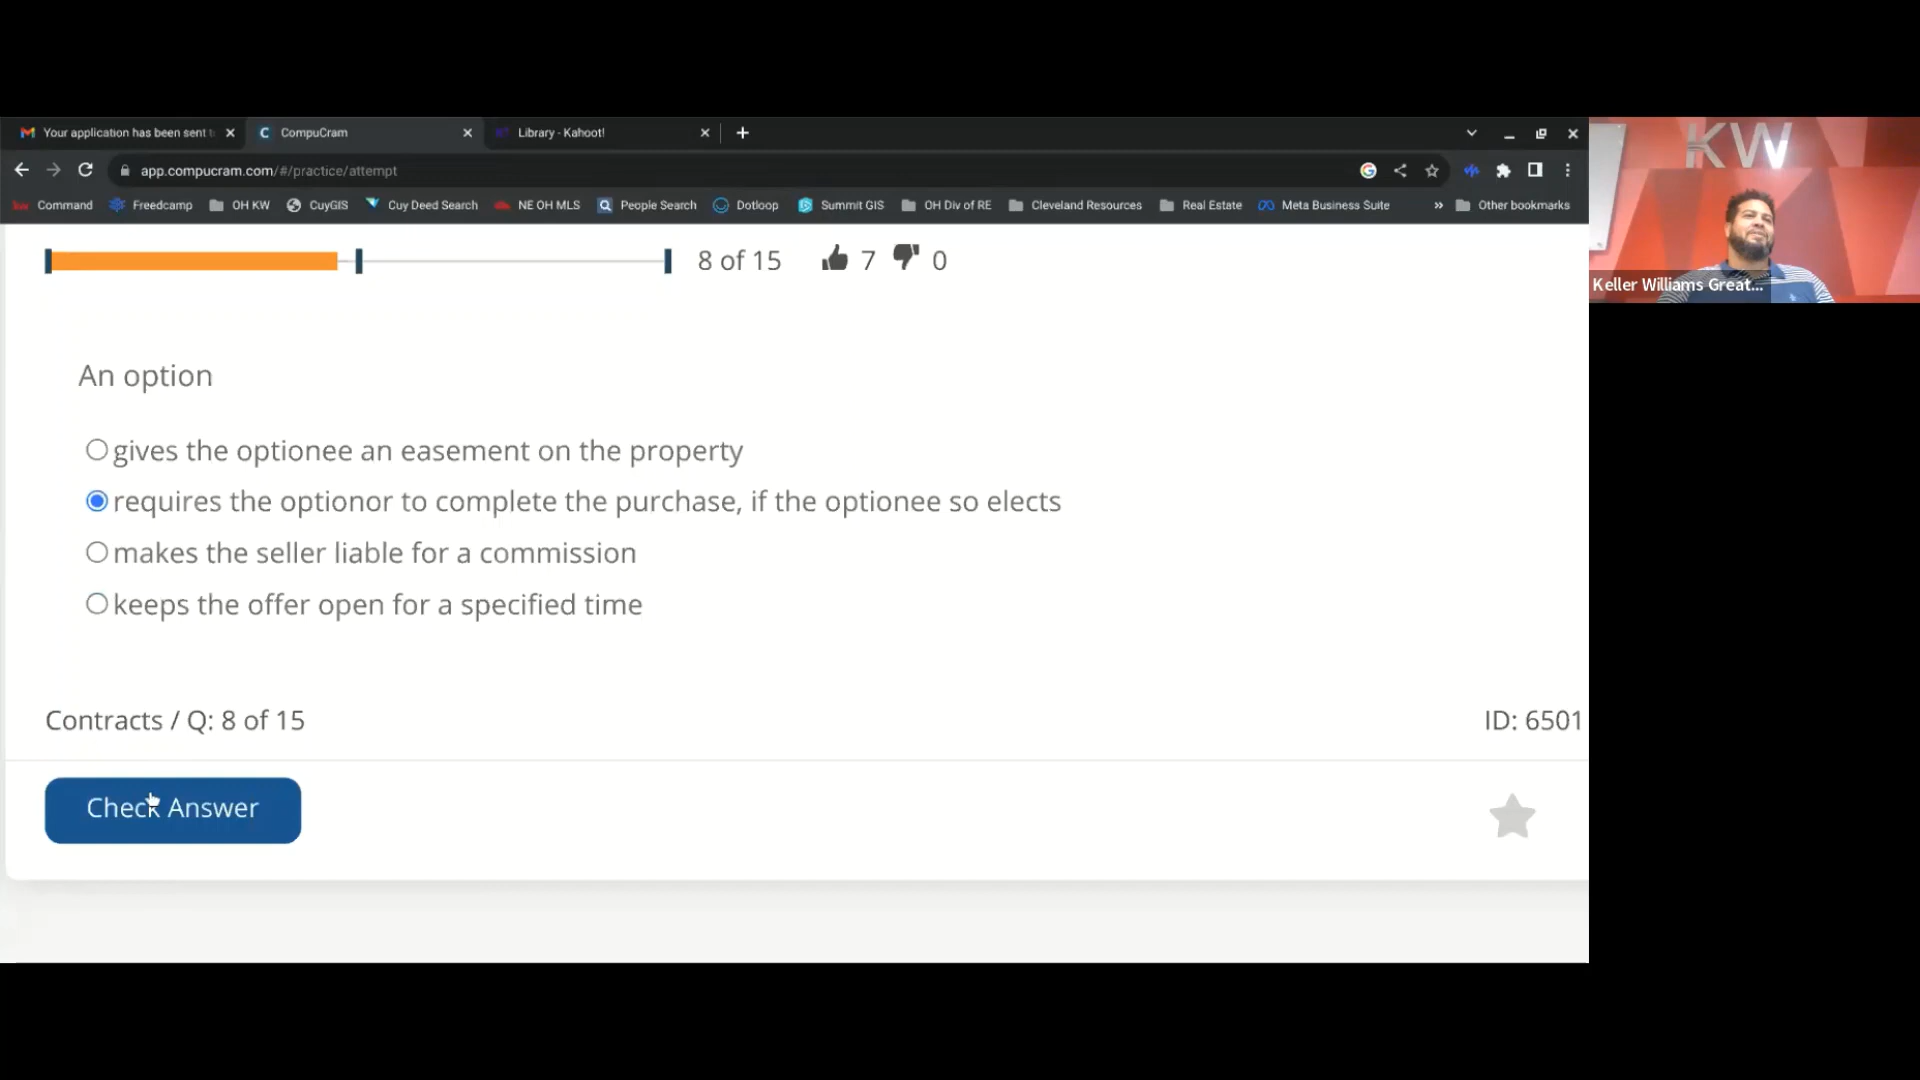 Your application has been sent t
CompuCram
Library - Kahoot!
app.compucram.com/#/practice/attempt
Command
Freedcamp
OH KW
CuyGIS
Cuy Deed Search
NE OH MLS
People Search
Dotloop
Summit GIS
OH Div of RE
Cleveland Resources
Real Estate
Meta Business Suite
»
Other bookmarks
KW
Keller Williams Great...
8 of 15
7
0
An option
gives the optionee an easement on the property
requires the optionor to complete the purchase, if the optionee so elects
makes the seller liable for a commission
keeps the offer open for a specified time
Contracts / Q: 8 of 15
ID: 6501
Check Answer